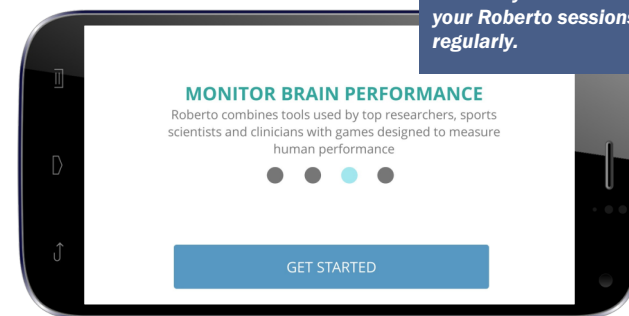 your Roberto sessions
regularly.
MONITOR BRAIN PERFORMANCE
Roberto combines tools used by top researchers, sports
scientists and clinicians with games designed to measure
human performance
GET STARTED